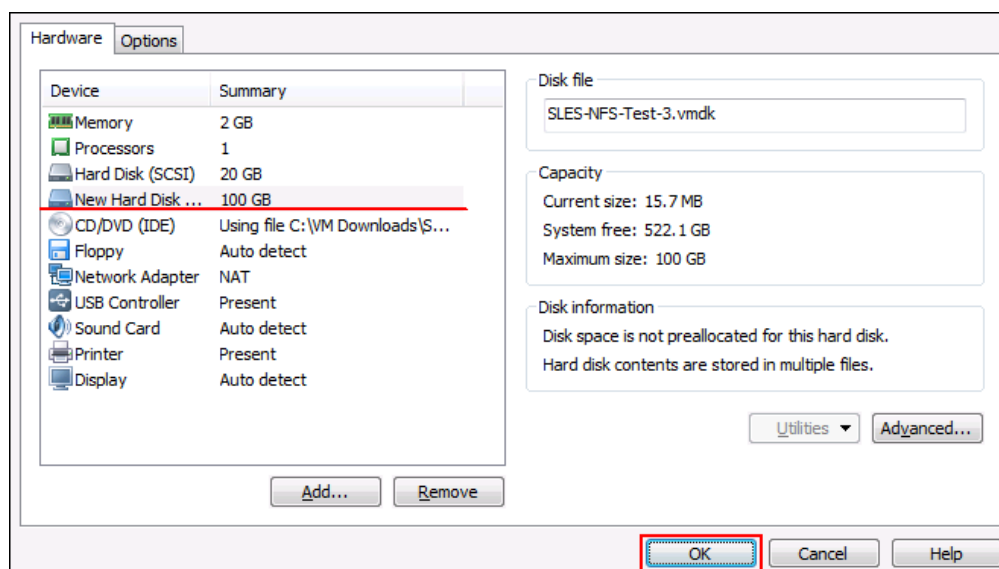 Hardware
Options
Device Summary
Memory 2 GB
Processors 1
Hard Disk (SCSI) 20 GB
New Hard Disk ... 100 GB
CD/DVD (IDE) Using file C:\VM Downloads\S...
Floppy Auto detect
Network Adapter NAT
USB Controller Present
Sound Card Auto detect
Printer Present
Display Auto detect
Add...
Remove
Disk file
SLES-NFS-Test-3.vmdk
Capacity
Current size: 15.7 MB
System free: 522.1 GB
Maximum size: 100 GB
Disk information
Disk space is not preallocated for this hard disk.
Hard disk contents are stored in multiple files.
Utilities
Advanced...
OK
Cancel
Help